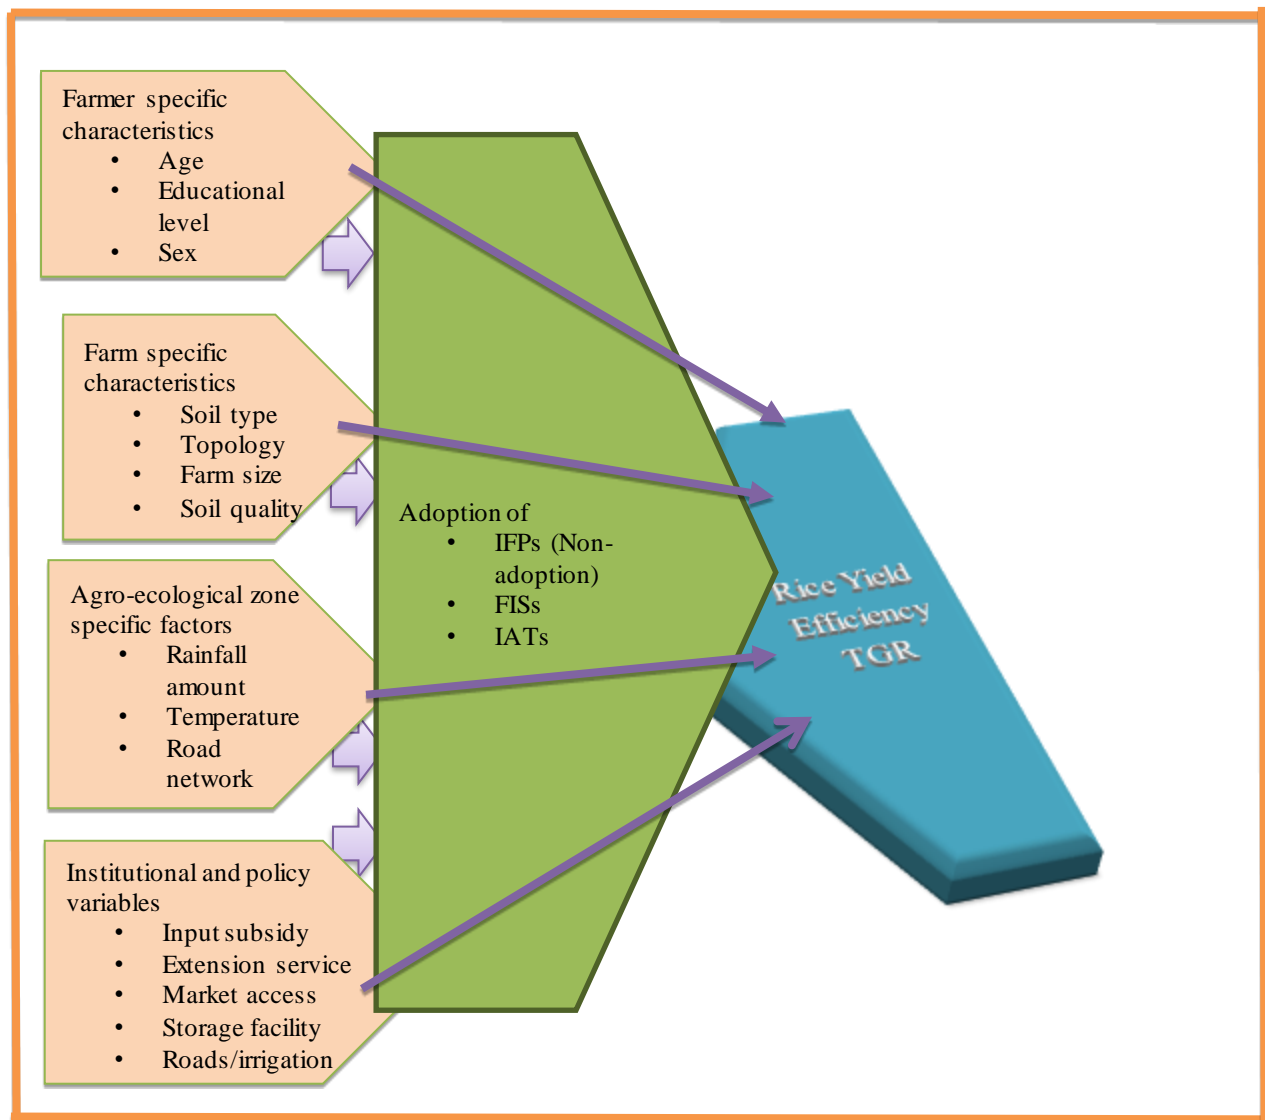 Farmer specific
characteristics
• Age
• Educational
level
• Sex
Farm specific
characteristics
• Soil type
• Topology
• Farm size
• Soil quality
Agro-ecological zone
specific factors
• Rainfall
amount
• Temperature
• Road
network
Institutional and policy
variables
• Input subsidy
• Extension service
• Market access
• Storage facility
• Roads/irrigation
Adoption of
• IFPs (Non-
adoption)
• FISs
• IATs
Rice Yield
Efficiency
TGR